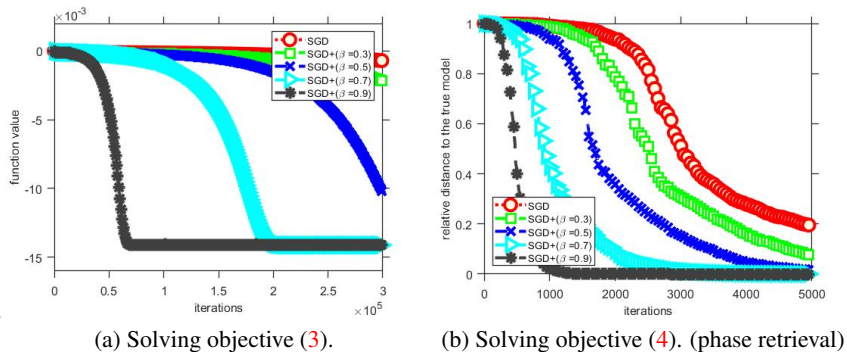 ×10⁻³
0
-5
-10
-15
function value
0
0.5
1
1.5
2
2.5
3
×10⁵
iterations
SGD
SGD+(β=0.3)
SGD+(β=0.5)
SGD+(β=0.7)
SGD+(β=0.9)
(a) Solving objective (3).
1
0.8
0.6
0.4
0.2
0
relative distance to the true model
0
1000
2000
3000
4000
5000
iterations
SGD
SGD+(β=0.3)
SGD+(β=0.5)
SGD+(β=0.7)
SGD+(β=0.9)
(b) Solving objective (4). (phase retrieval)